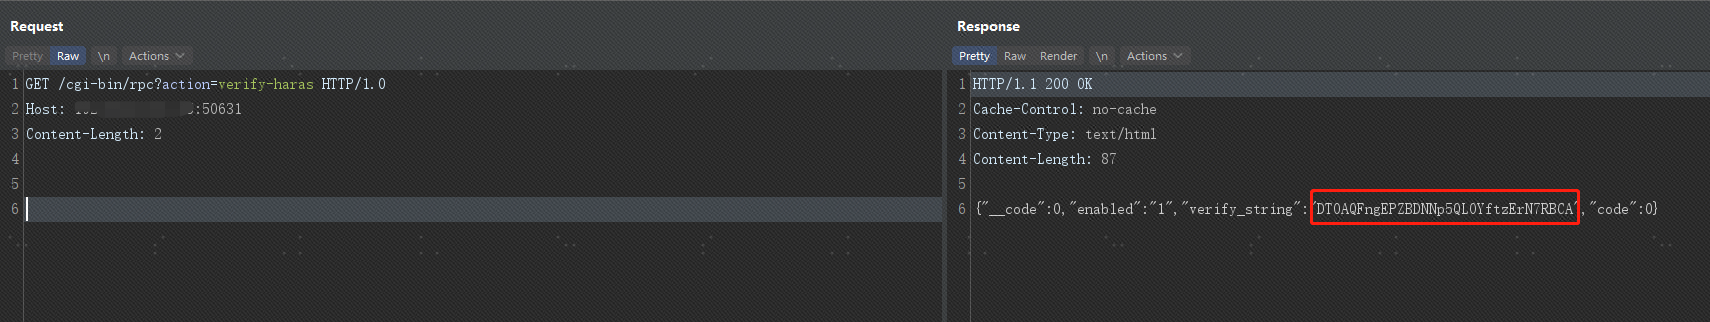 Request
Response
Pretty Raw \n Actions
Pretty Raw Render \n Actions
1 GET /cgi-bin/rpc?action=verify-haras HTTP/1.0
2 Host: :50631
3 Content-Length: 2
4
5
6
1 HTTP/1.1 200 OK
2 Cache-Control: no-cache
3 Content-Type: text/html
4 Content-Length: 87
5
6 {"__code":0,"enabled":"1","verify_string":"DT0AQFngEPZBDNNp5QL0YftzErN7RBCA","code":0}